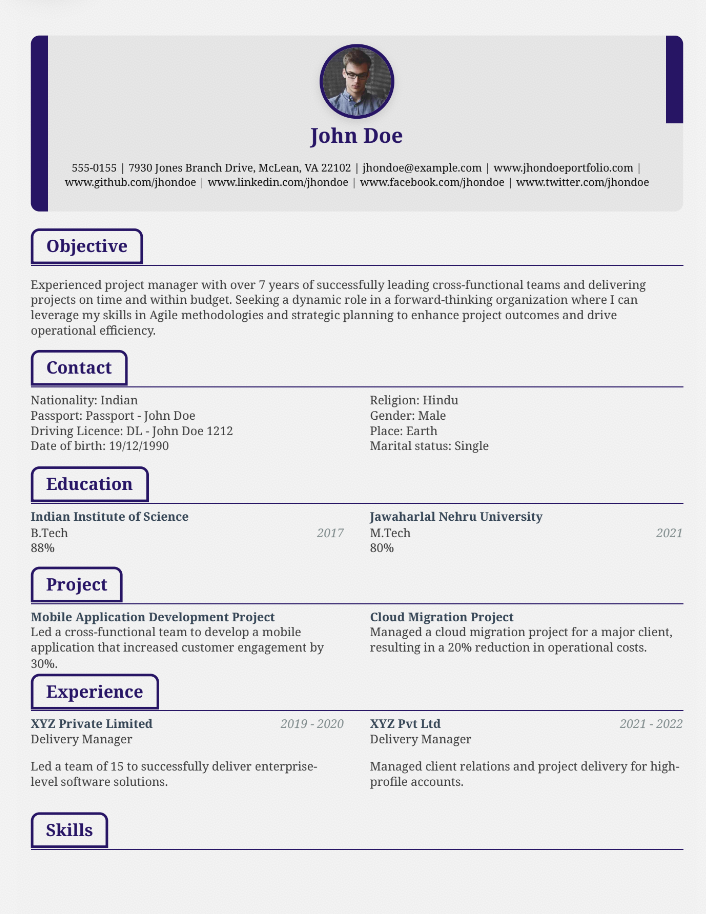 John Doe
555-0155 | 7930 Jones Branch Drive, McLean, VA 22102 | jhondoe@example.com | www.jhondoeportfolio.com |
www.github.com/jhondoe | www.linkedin.com/jhondoe | www.facebook.com/jhondoe | www.twitter.com/jhondoe
Objective
Experienced project manager with over 7 years of successfully leading cross-functional teams and delivering
projects on time and within budget. Seeking a dynamic role in a forward-thinking organization where I can
leverage my skills in Agile methodologies and strategic planning to enhance project outcomes and drive
operational efficiency.
Contact
Nationality: Indian
Passport: Passport - John Doe
Driving Licence: DL - John Doe 1212
Date of birth: 19/12/1990
Religion: Hindu
Gender: Male
Place: Earth
Marital status: Single
Education
Indian Institute of Science
B.Tech 2017
88%
Jawaharlal Nehru University
M.Tech 2021
80%
Project
Mobile Application Development Project
Led a cross-functional team to develop a mobile
application that increased customer engagement by
30%.
Cloud Migration Project
Managed a cloud migration project for a major client,
resulting in a 20% reduction in operational costs.
Experience
XYZ Private Limited 2019 - 2020
Delivery Manager
Led a team of 15 to successfully deliver enterprise-
level software solutions.
XYZ Pvt Ltd 2021 - 2022
Delivery Manager
Managed client relations and project delivery for high-
profile accounts.
Skills